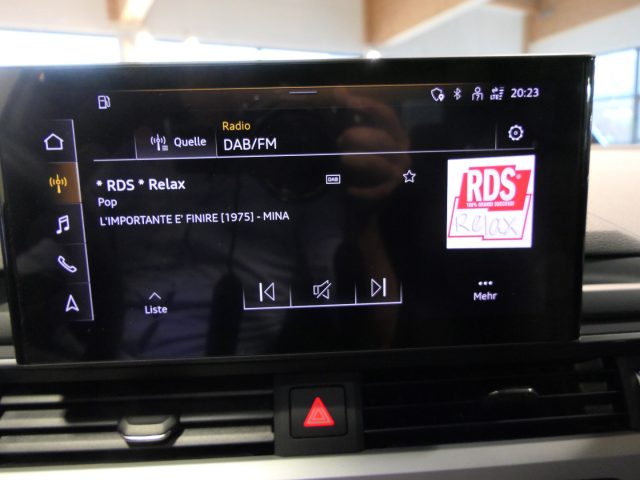 LTE 20:23
Radio
Quelle DAB/FM
* RDS * Relax DAB
Pop
L'IMPORTANTE E' FINIRE [1975] - MINA
RDS
100% GRANDI SUCCESSI
Relax
Liste
Mehr